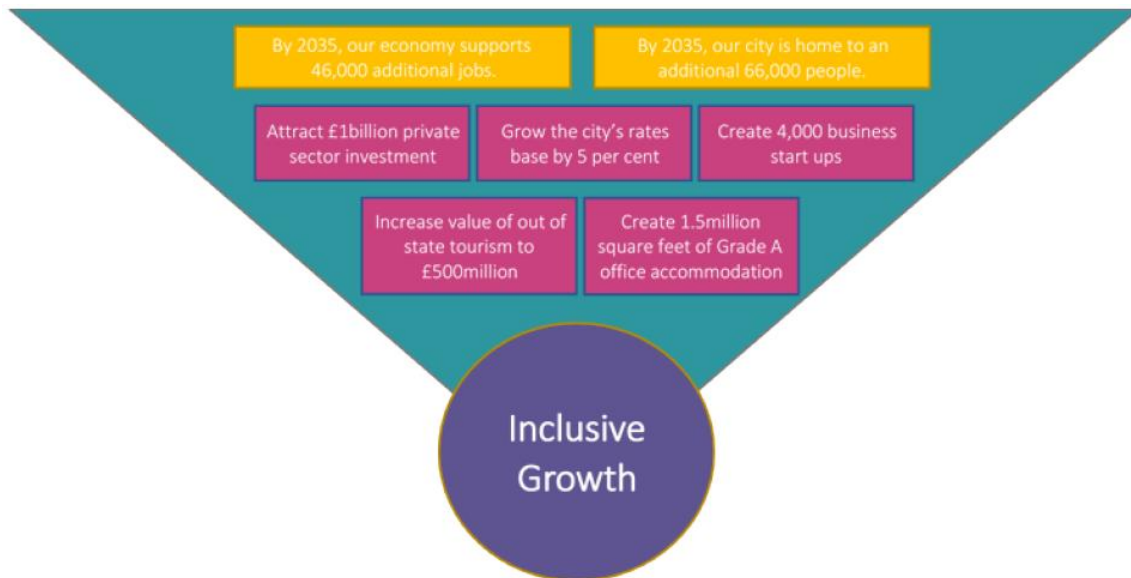 By 2035, our economy supports
46,000 additional jobs.
By 2035, our city is home to an
additional 66,000 people.
Attract £1billion private
sector investment
Grow the city's rates
base by 5 per cent
Create 4,000 business
start ups
Increase value of out of
state tourism to
£500million
Create 1.5million
square feet of Grade A
office accommodation
Inclusive
Growth